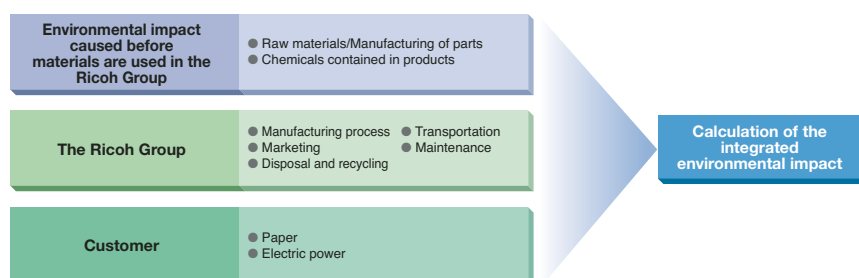 Environmental impact
caused before
materials are used in the
Ricoh Group
● Raw materials/Manufacturing of parts
● Chemicals contained in products
The Ricoh Group
● Manufacturing process ● Transportation
● Marketing ● Maintenance
● Disposal and recycling
Customer
● Paper
● Electric power
Calculation of the
integrated
environmental impact